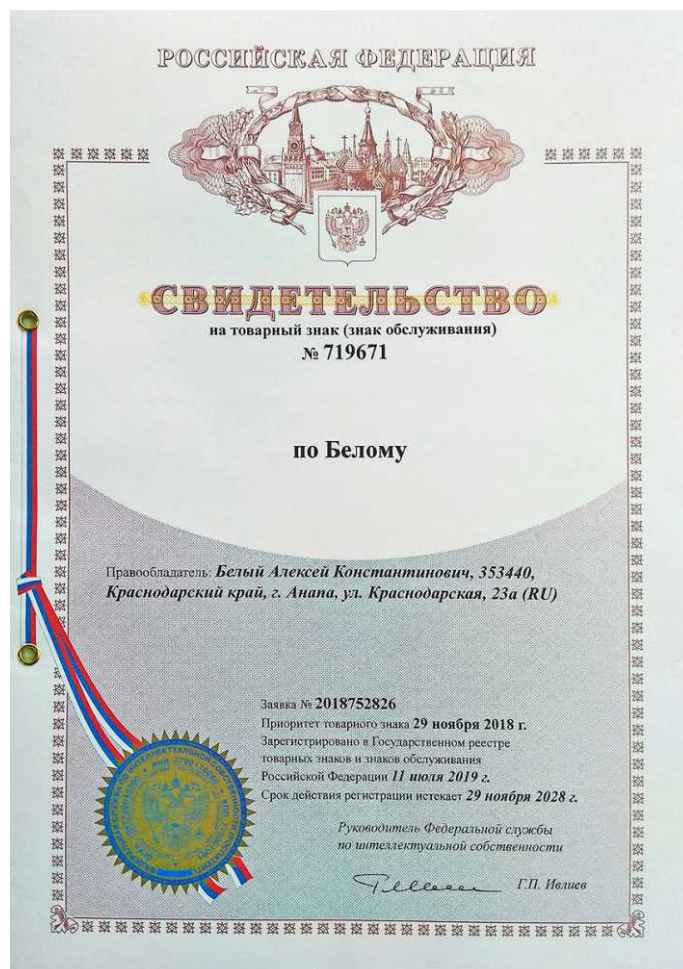 РОССИЙСКАЯ ФЕДЕРАЦИЯ
СВИДЕТЕЛЬСТВО
на товарный знак (знак обслуживания)
№ 719671
по Белому
Правообладатель: Белый Алексей Константинович, 353440,
Краснодарский край, г. Анапа, ул. Краснодарская, 23а (RU)
Заявка № 2018752826
Приоритет товарного знака 29 ноября 2018 г.
Зарегистрировано в Государственном реестре
товарных знаков и знаков обслуживания
Российской Федерации 11 июля 2019 г.
Срок действия регистрации истекает 29 ноября 2028 г.
Руководитель Федеральной службы
по интеллектуальной собственности
Г.П. Ивлиев